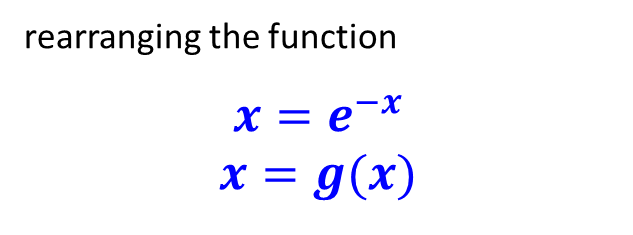 rearranging the function
x = e^{-x}
x = g(x)